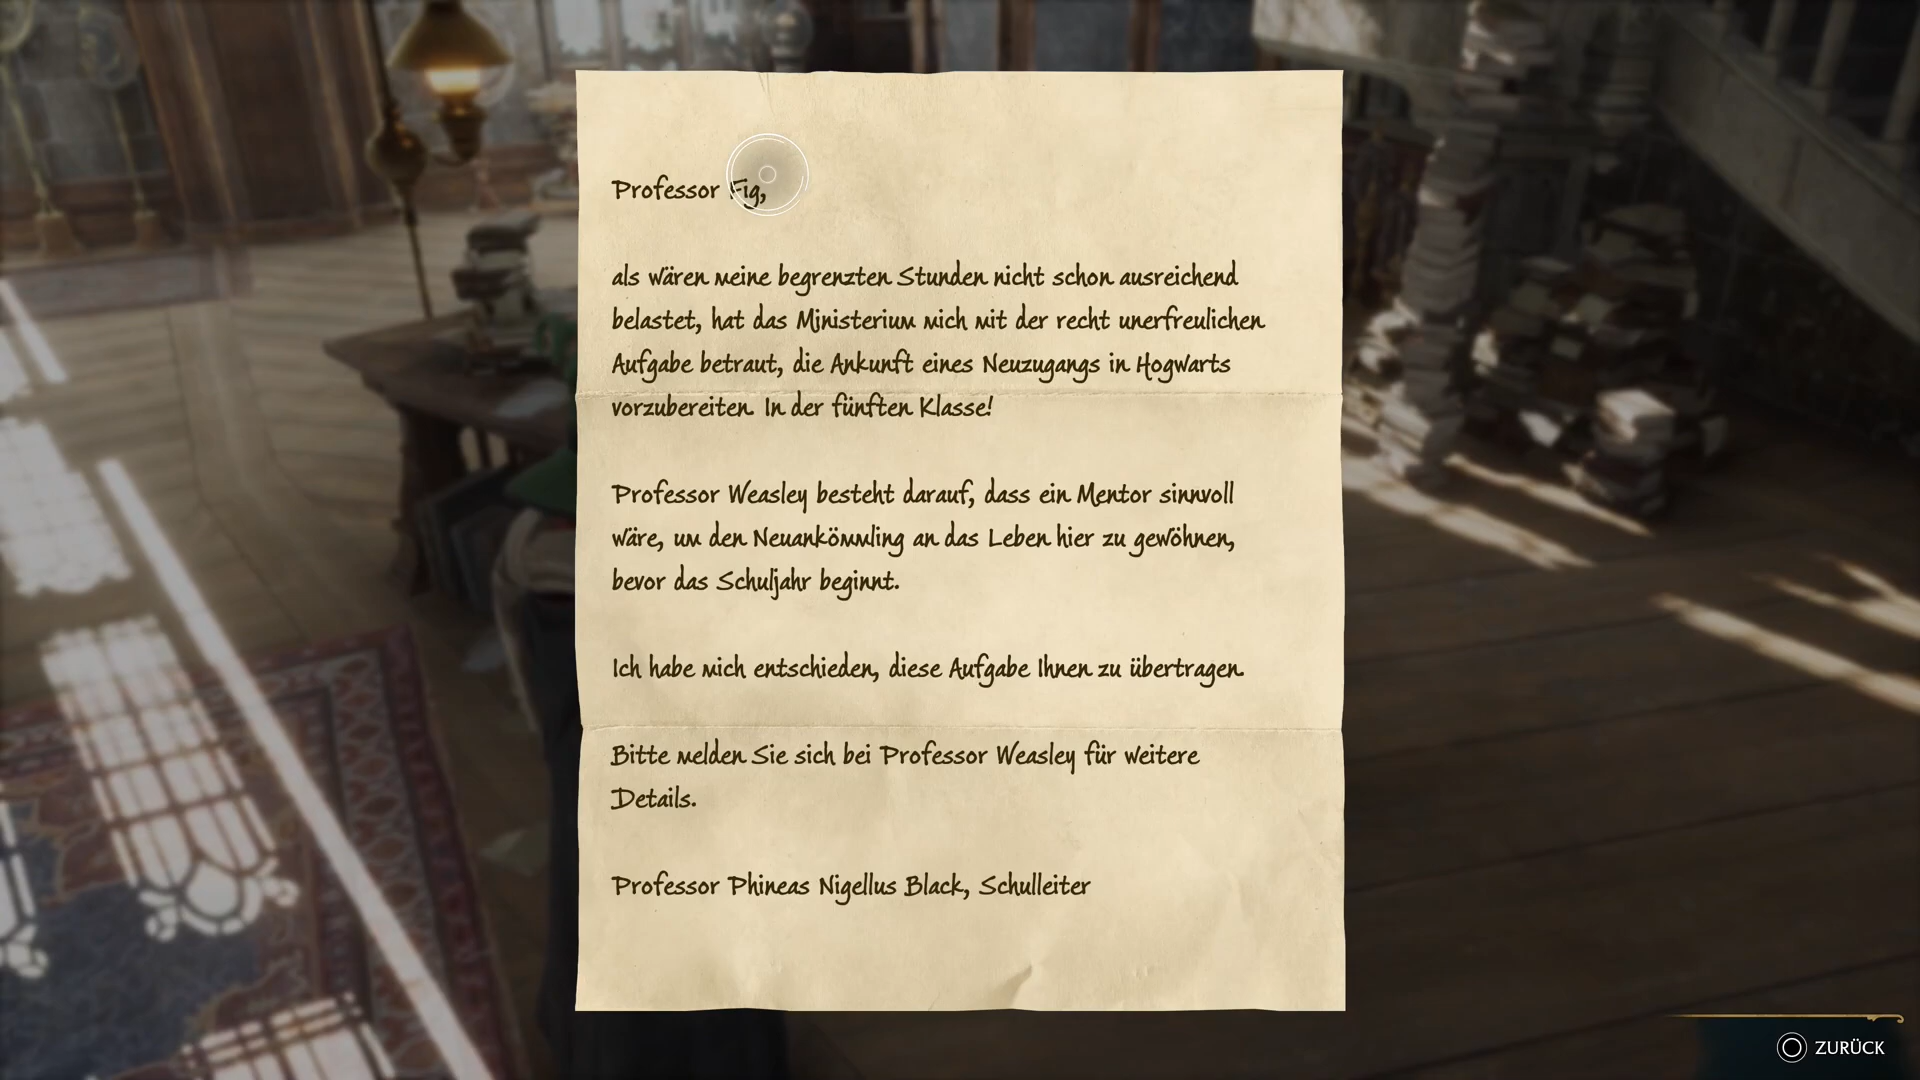 Professor Fig,
als wären meine begrenzten Stunden nicht schon ausreichend
belastet, hat das Ministerium mich mit der recht unerfreulichen
Aufgabe betraut, die Ankunft eines Neuzugangs in Hogwarts
vorzubereiten. In der fünften Klasse!
Professor Weasley besteht darauf, dass ein Mentor sinnvoll
wäre, um den Neuankömmling an das Leben hier zu gewöhnen,
bevor das Schuljahr beginnt.
Ich habe mich entschieden, diese Aufgabe Ihnen zu übertragen.
Bitte melden Sie sich bei Professor Weasley für weitere
Details.
Professor Phineas Nigellus Black, Schulleiter
ZURÜCK